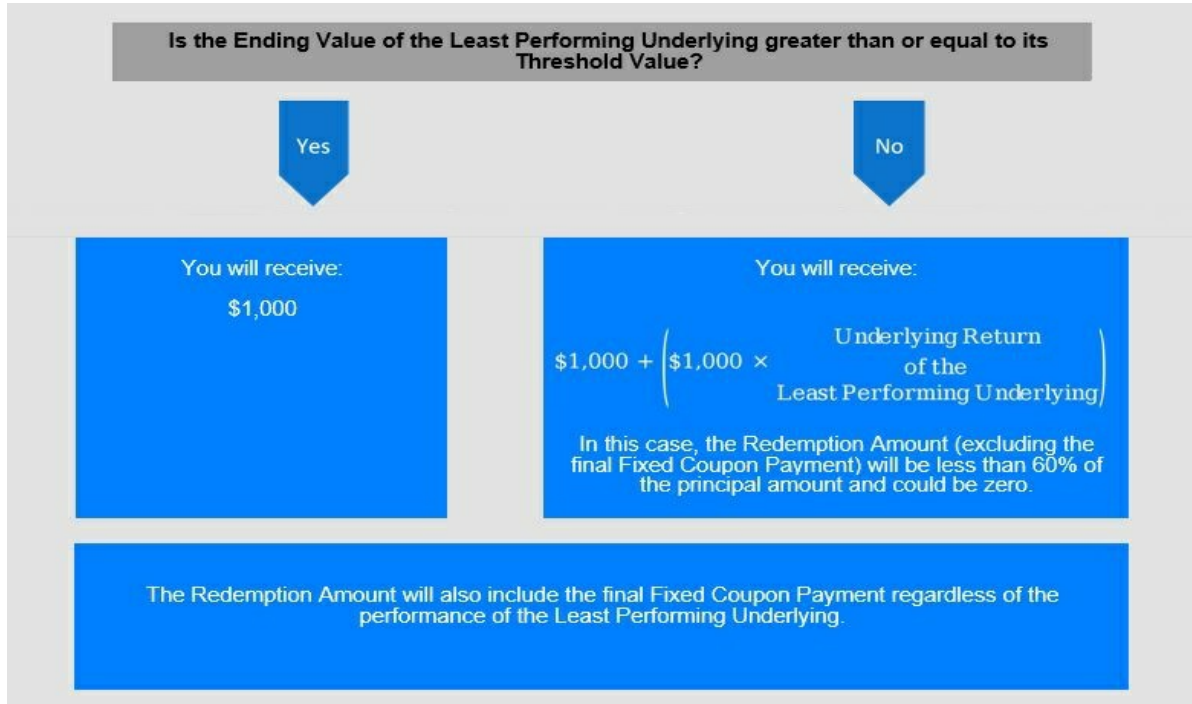 Is the Ending Value of the Least Performing Underlying greater than or equal to its
Threshold Value?
Yes
No
You will receive:
$1,000
You will receive:
$1,000 + ($1,000 × Underlying Return
of the
Least Performing Underlying)
In this case, the Redemption Amount (excluding the
final Fixed Coupon Payment) will be less than 60% of
the principal amount and could be zero.
The Redemption Amount will also include the final Fixed Coupon Payment regardless of the
performance of the Least Performing Underlying.